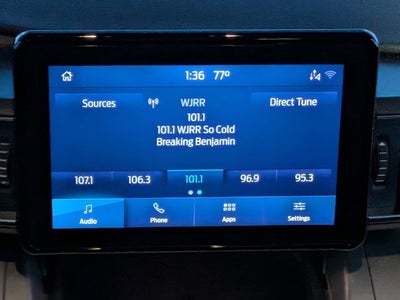 1:36 77°
Sources WJRR Direct Tune
101.1
101.1 WJRR So Cold
Breaking Benjamin
107.1 106.3 101.1 96.9 95.3
Audio Phone Apps Settings